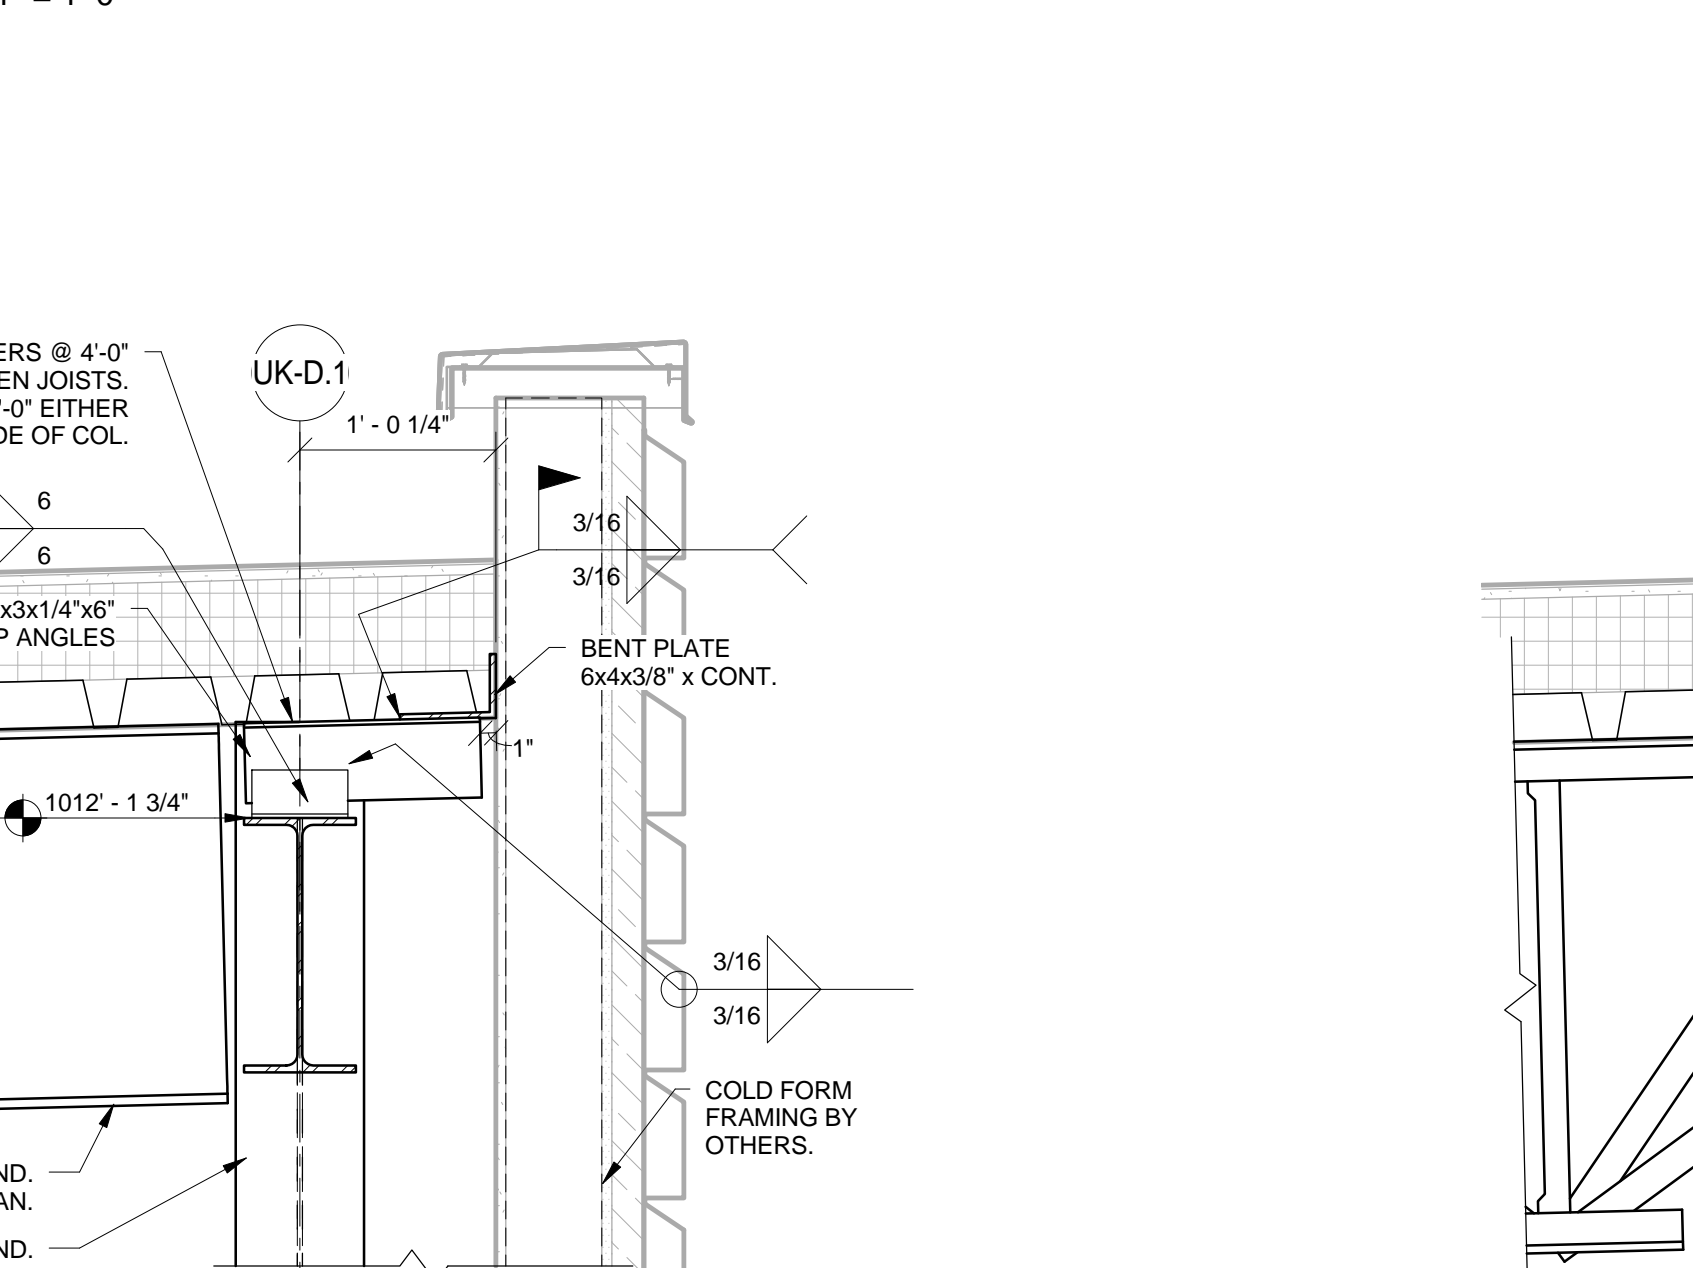 ERS @ 4'-0"
EN JOISTS.
'-0" EITHER
DE OF COL.
UK-D.1
1' - 0 1/4"
6
6
3/16
3/16
x3x1/4"x6"
P ANGLES
BENT PLATE
6x4x3/8" x CONT.
1"
1012' - 1 3/4"
3/16
3/16
COLD FORM
FRAMING BY
OTHERS.
ND.
AN.
ND.